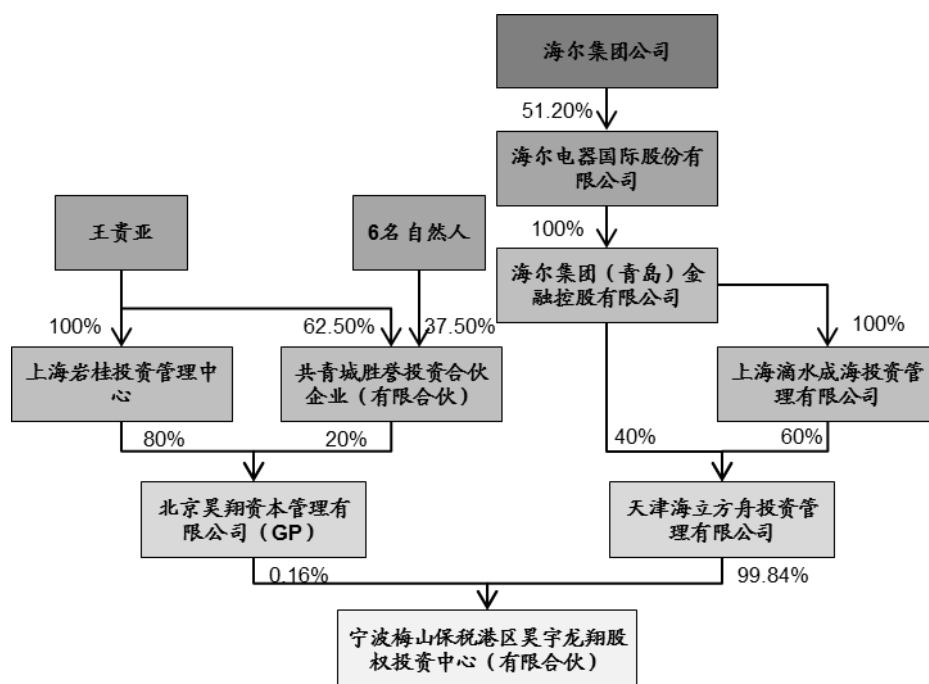 海尔集团公司
51.20%
海尔电器国际股份有
限公司
王贵亚
6名自然人
100%
海尔集团（青岛）金
融控股有限公司
100%
62.50%
37.50%
100%
上海岩桂投资管理中
心
共青城胜誉投资合伙
企业（有限合伙）
上海滴水成海投资管
理有限公司
80%
20%
40%
60%
北京昊翔资本管理有
限公司（GP）
天津海立方舟投资管
理有限公司
0.16%
99.84%
宁波梅山保税港区昊宇龙翔股
权投资中心（有限合伙）